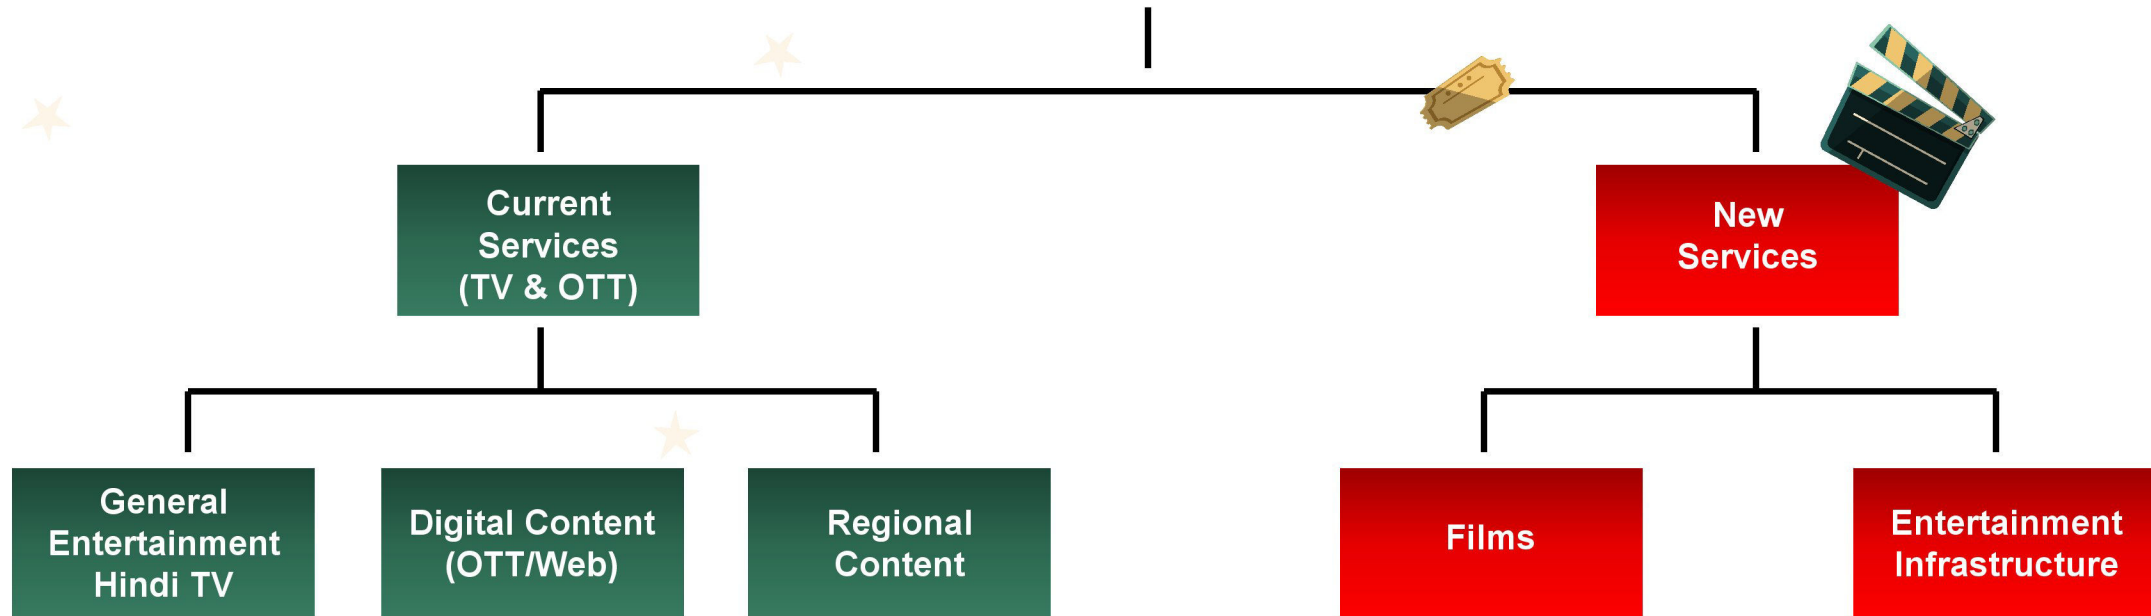 Current
Services
(TV & OTT)
New
Services
General
Entertainment
Hindi TV
Digital Content
(OTT/Web)
Regional
Content
Films
Entertainment
Infrastructure